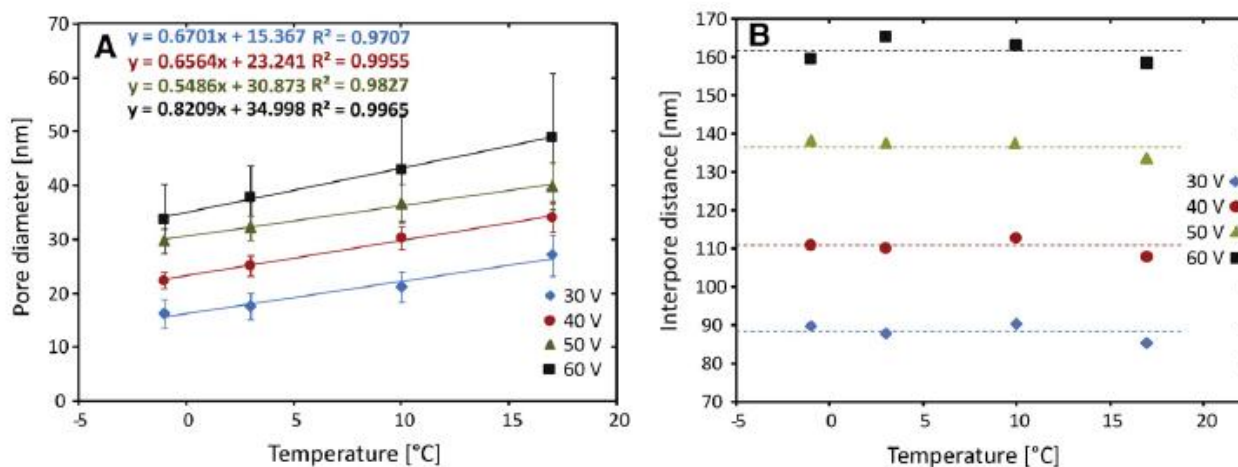 A
y = 0.6701x + 15.367 R² = 0.9707
y = 0.6564x + 23.241 R² = 0.9955
y = 0.5486x + 30.873 R² = 0.9827
y = 0.8209x + 34.998 R² = 0.9965
Pore diameter [nm]
70
60
50
40
30
20
10
0
30 V
40 V
50 V
60 V
-5 0 5 10 15 20
Temperature [°C]
B
Interpore distance [nm]
170
160
150
140
130
120
110
100
90
80
70
30 V
40 V
50 V
60 V
-5 0 5 10 15 20
Temperature [°C]